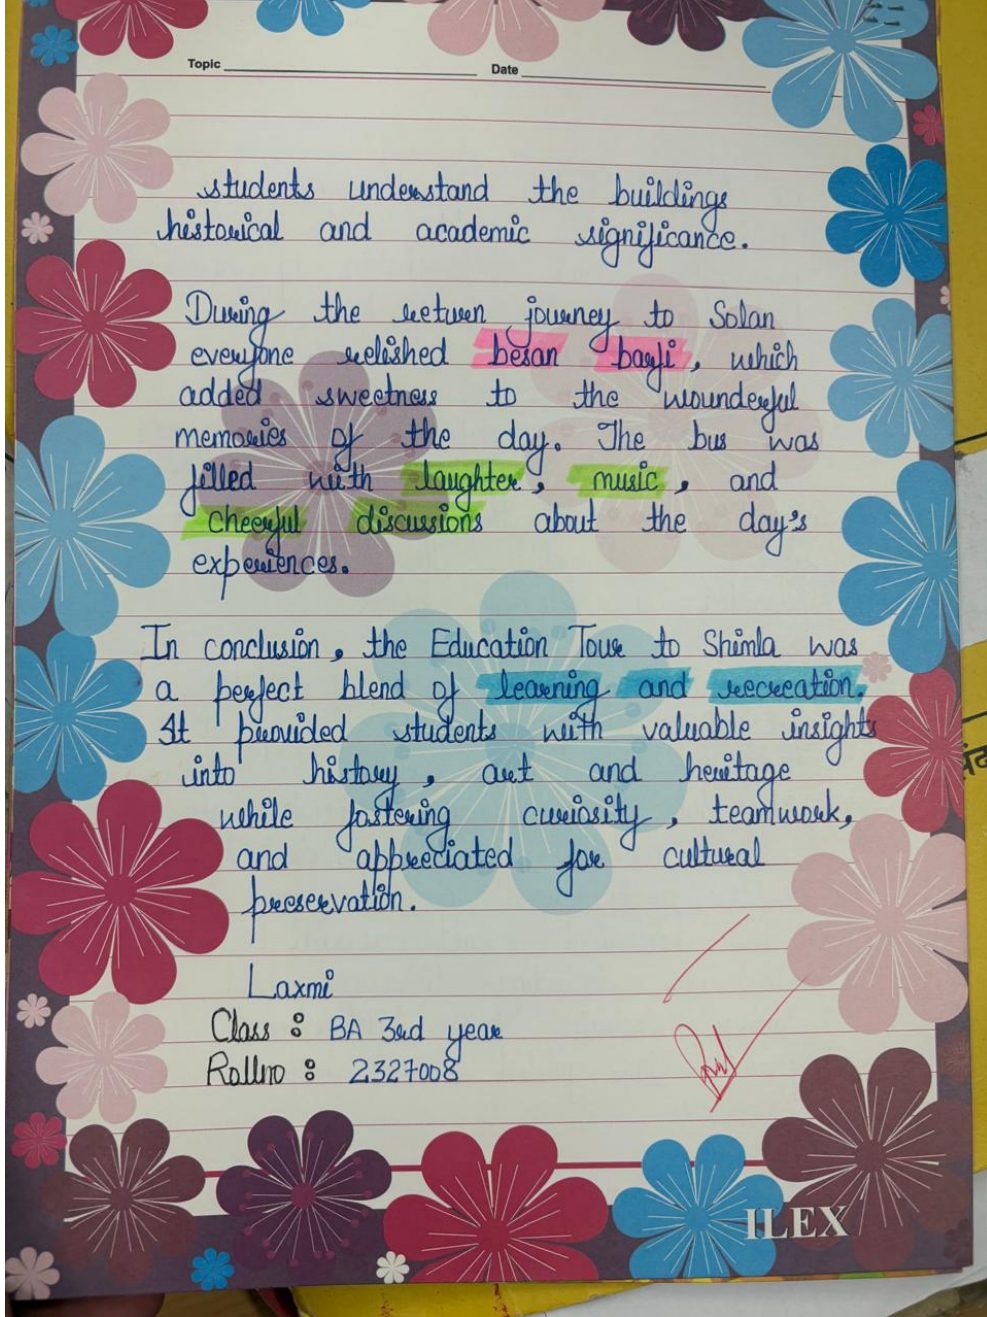 Topic Date
students understand the buildings
historical and academic significance.
During the return journey to Solan
everyone relished besan barfi, which
added sweetness to the wounderful
memories of the day. The bus was
filled with laughter, music, and
cheerful discussions about the day's
experiences.
In conclusion, the Education Tour to Shimla was
a perfect blend of learning and recreation.
It provided students with valuable insights
into history, art and heritage
while fostering curiosity, teamwork,
and appreciated for cultural
preservation.
Laxmi
Class : BA 3rd year
Rollno : 2327008
ILEX